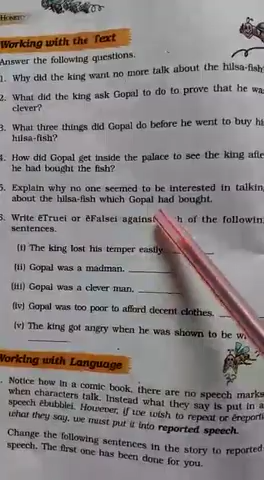 Working with the Text
Answer the following questions.
1. Why did the king want no more talk about the hilsa-fish
2. What did the king ask Gopal to do to prove that he was
clever?
3. What three things did Gopal do before he went to buy hi
hilsa-fish?
4. How did Gopal get inside the palace to see the king afte
he had bought the fish?
5. Explain why no one seemed to be interested in talkin
about the hilsa-fish which Gopal had bought.
6. Write ëTrueí or ëFalseí agains h of the followin
sentences.
(i) The king lost his temper easily.
(ii) Gopal was a madman.
(iii) Gopal was a clever man.
(iv) Gopal was too poor to afford decent clothes.
(v) The king got angry when he was shown to be w
Working with Language
Notice how in a comic book, there are no speech marks
when characters talk. Instead what they say is put in a
speech ëbubbleí. However, if we wish to repeat or ëreportí
what they say, we must put it into reported speech.
Change the following sentences in the story to reported
speech. The first one has been done for you.